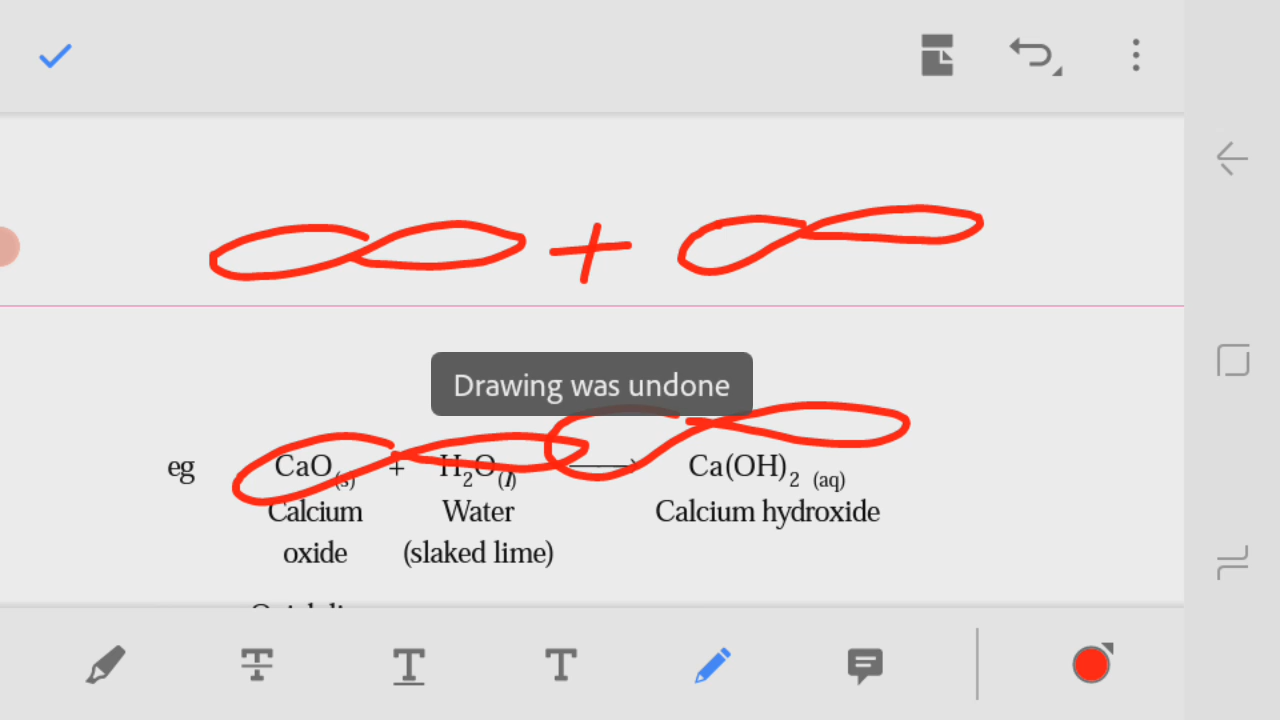 +
Drawing was undone
eg CaO(s) + H₂O(l) ⟶ Ca(OH)₂ (aq)
Calcium Water Calcium hydroxide
oxide (slaked lime)
T T T